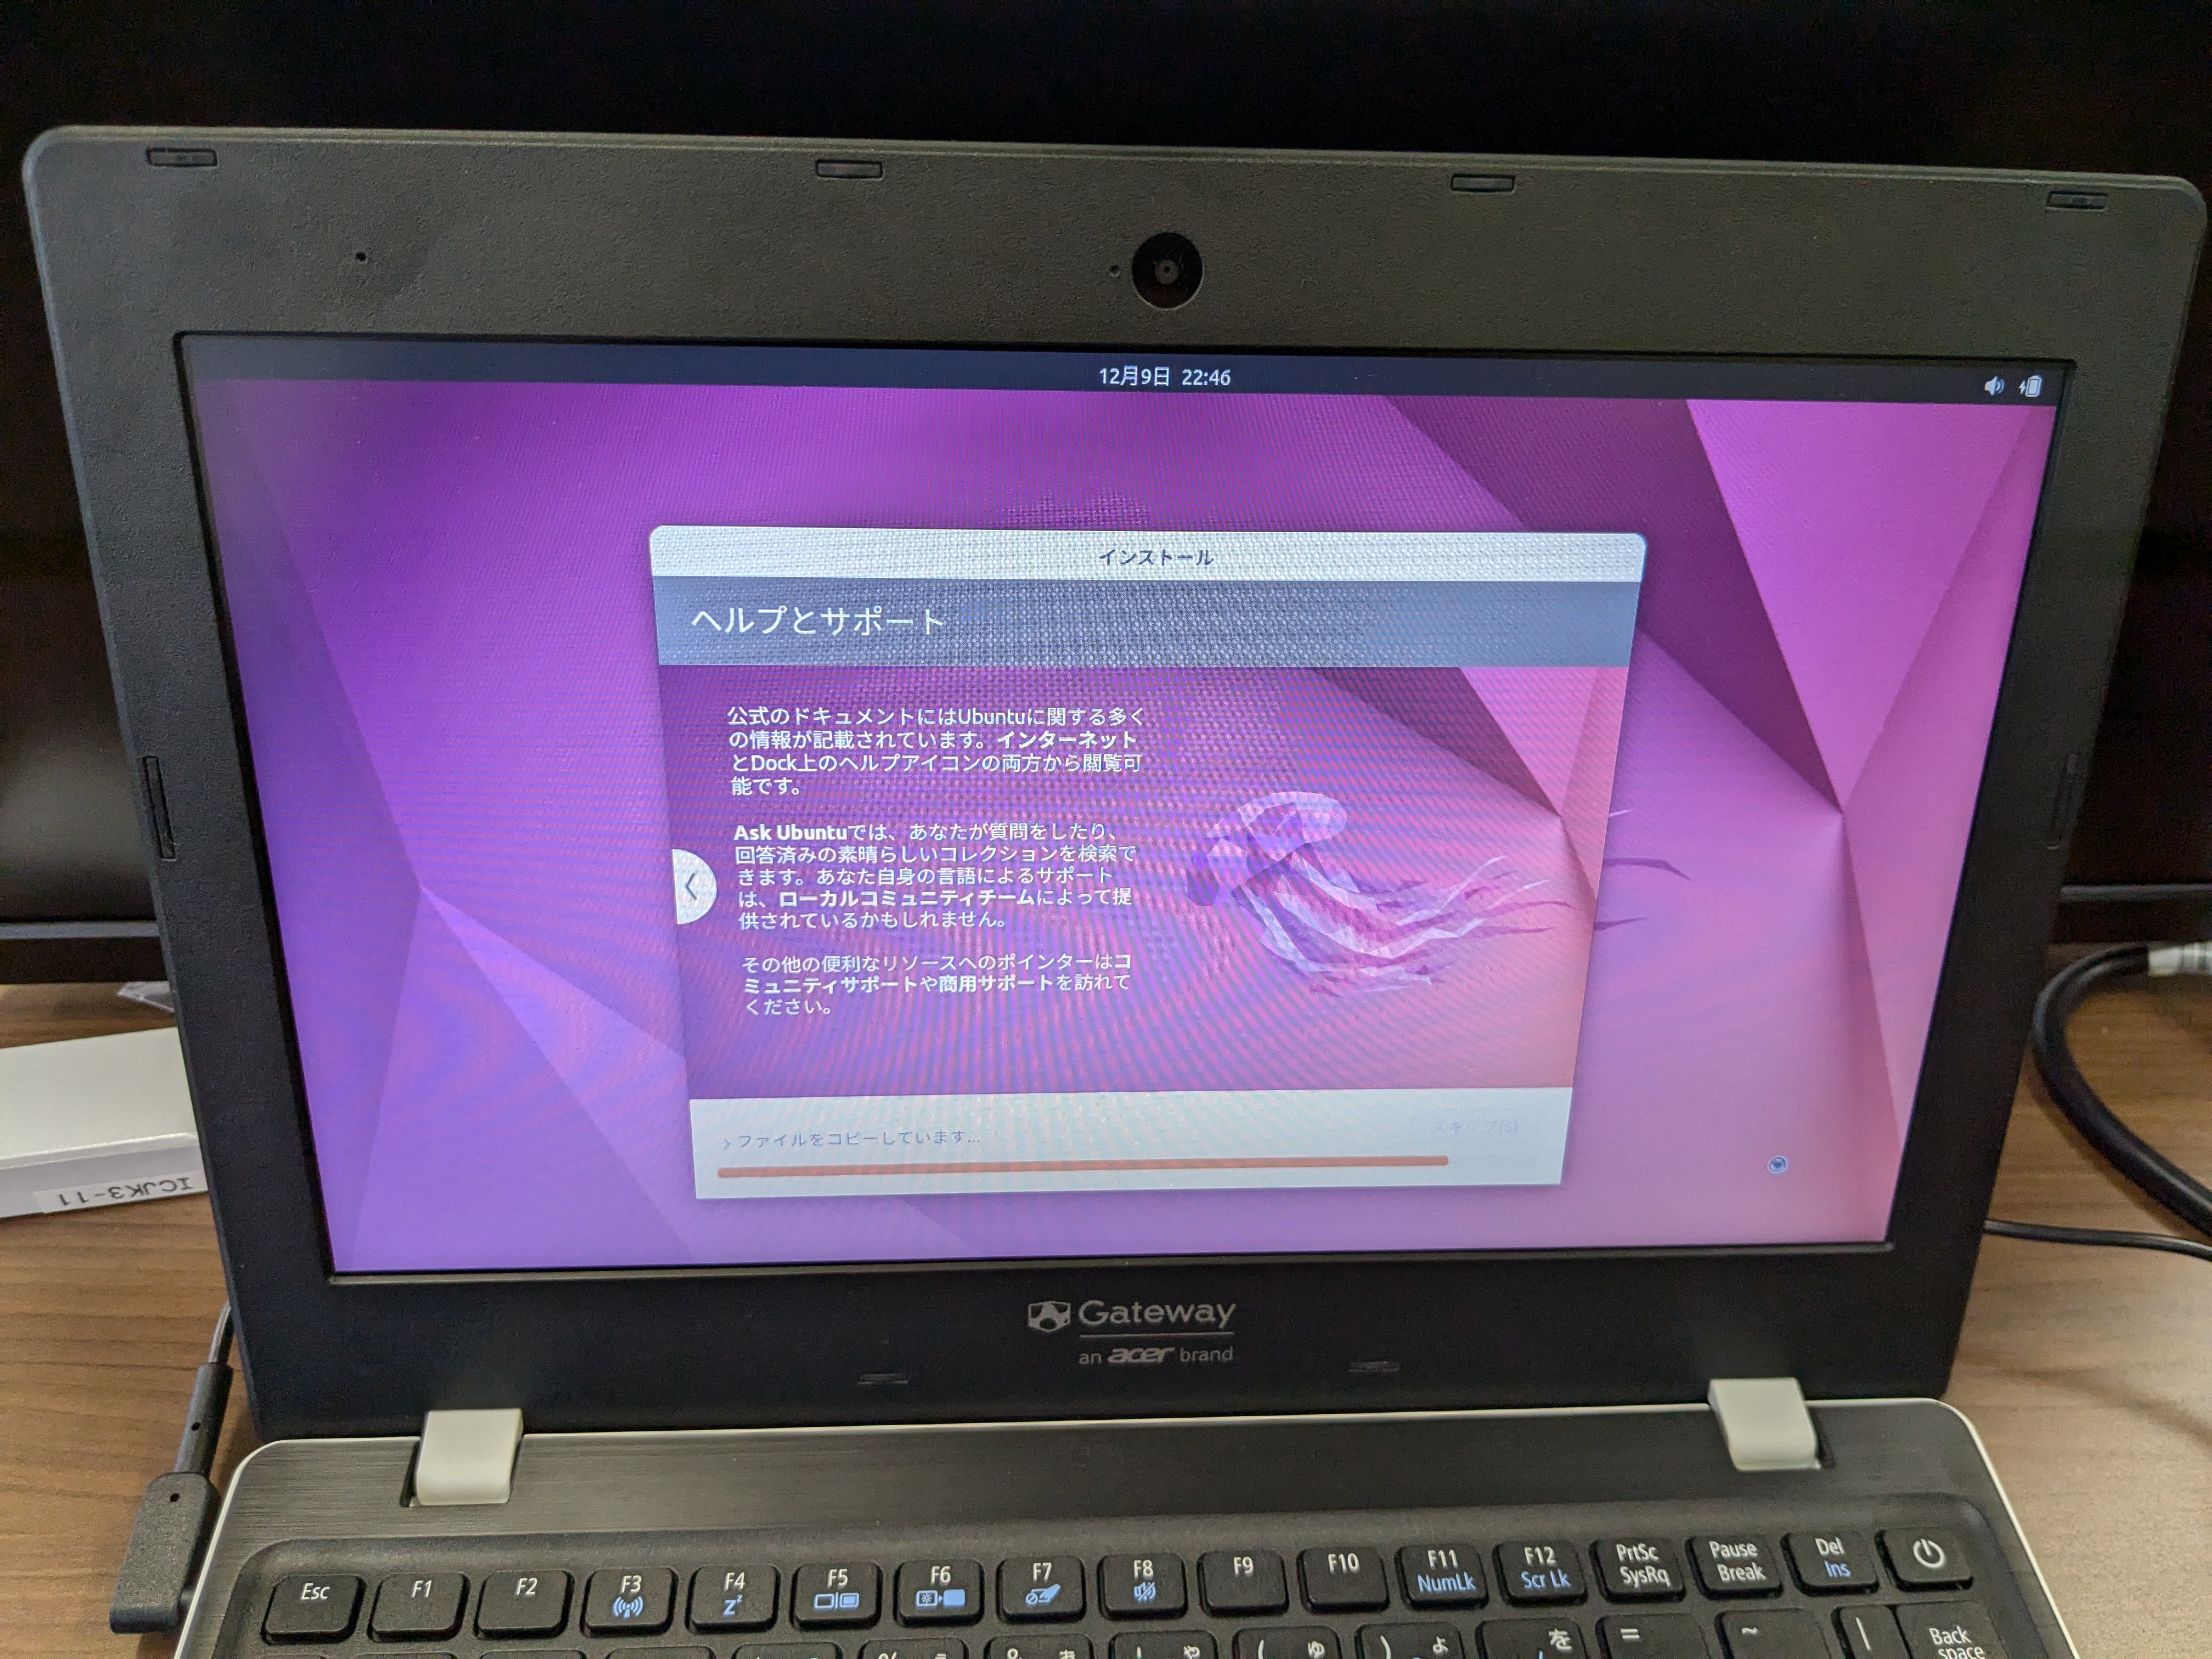 12月9日 22:46
インストール
ヘルプとサポート
公式のドキュメントにはUbuntuに関する多く
の情報が記載されています。インターネット
とDock上のヘルプアイコンの両方から閲覧可
能です。
Ask Ubuntuでは、あなたが質問をしたり、
回答済みの素晴らしいコレクションを検索で
きます。あなた自身の言語によるサポート
は、ローカルコミュニティチームによって提
供されているかもしれません。
その他の便利なリソースへのポインターはコ
ミュニティサポートや商用サポートを訪れて
ください。
スキップ(S)
› ファイルをコピーしています...
ICJK3-11
Gateway
an acer brand
Esc
F1
F2
F3
F4
Zz
F5
F6
F7
F8
F9
F10
F11
NumLk
F12
Scr Lk
PrtSc
SysRq
Pause
Break
Del
Ins
ゃ
( ゅ
) ょ
を
=
~
|
Back
space